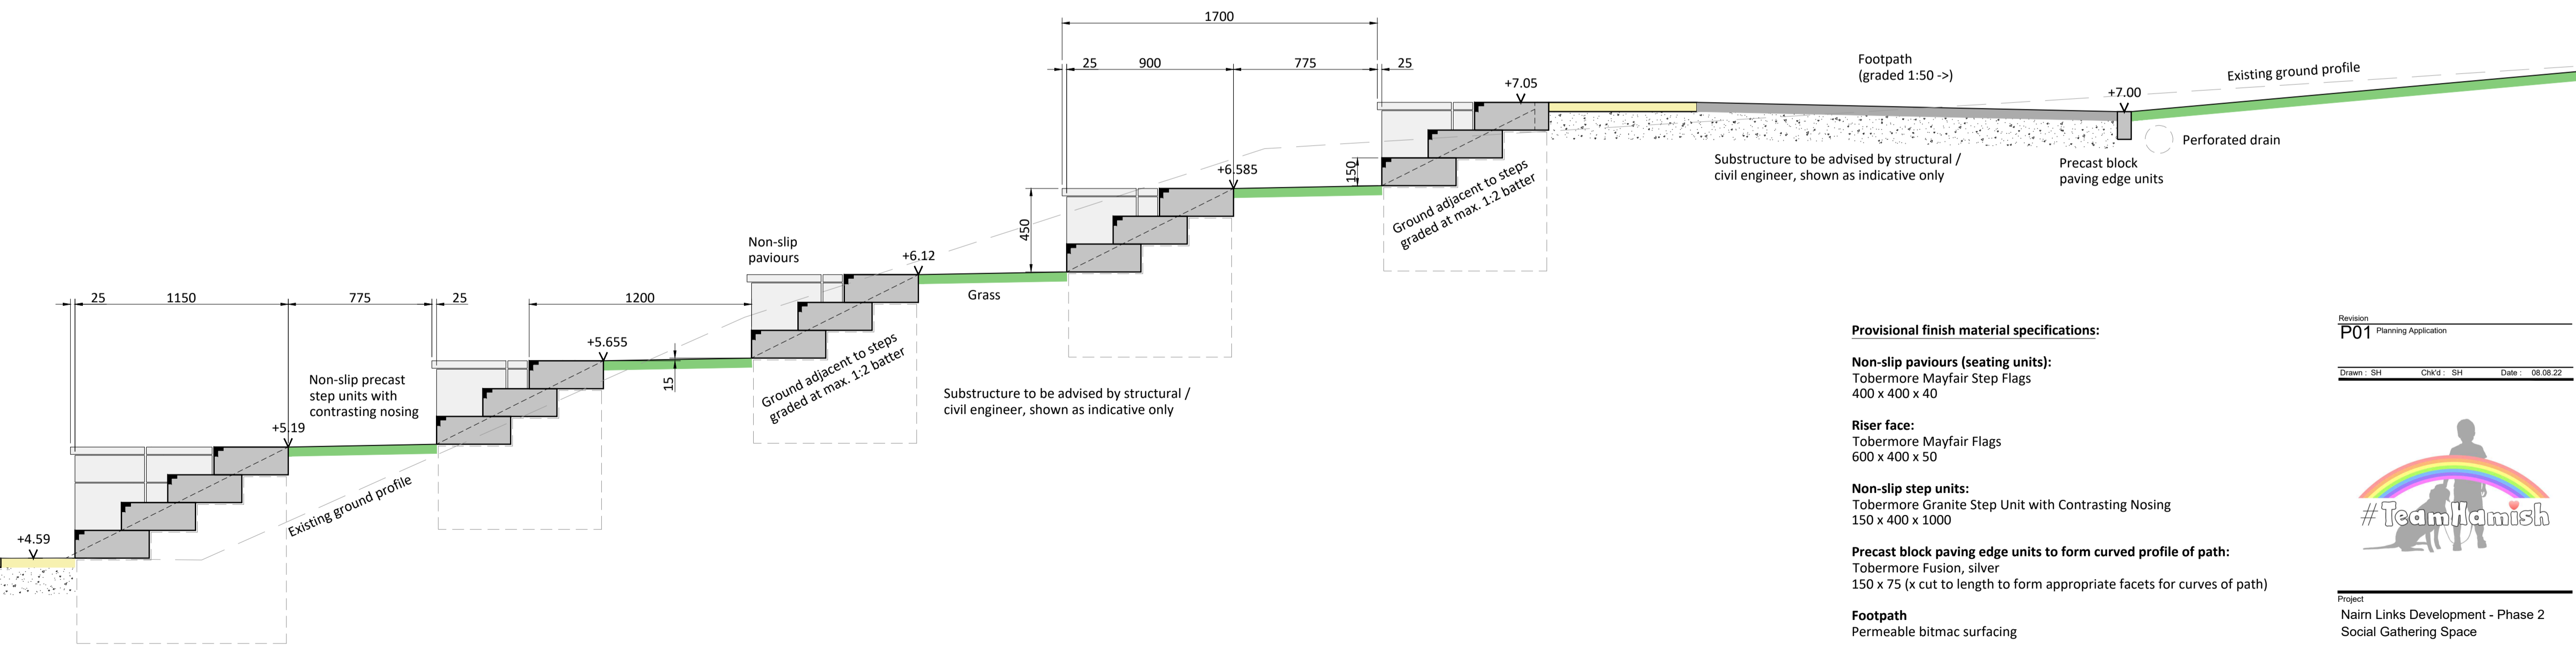 1700
25
900
775
25
+7.05
Footpath
(graded 1:50 ->)
Existing ground profile
+7.00
Perforated drain
Precast block
paving edge units
Substructure to be advised by structural /
civil engineer, shown as indicative only
150
Ground adjacent to steps
graded at max. 1:2 batter
+6.585
450
Non-slip
paviours
+6.12
Grass
25
1150
775
25
1200
+5.655
15
Ground adjacent to steps
graded at max. 1:2 batter
Substructure to be advised by structural /
civil engineer, shown as indicative only
Non-slip precast
step units with
contrasting nosing
+5.19
Existing ground profile
+4.59
Provisional finish material specifications:
Non-slip paviours (seating units):
Tobermore Mayfair Step Flags
400 x 400 x 40
Riser face:
Tobermore Mayfair Flags
600 x 400 x 50
Non-slip step units:
Tobermore Granite Step Unit with Contrasting Nosing
150 x 400 x 1000
Precast block paving edge units to form curved profile of path:
Tobermore Fusion, silver
150 x 75 (x cut to length to form appropriate facets for curves of path)
Footpath
Permeable bitmac surfacing
Revision
P01 Planning Application
Drawn : SH Chk'd : SH Date : 08.08.22
#TeamHamish
Project
Nairn Links Development - Phase 2
Social Gathering Space